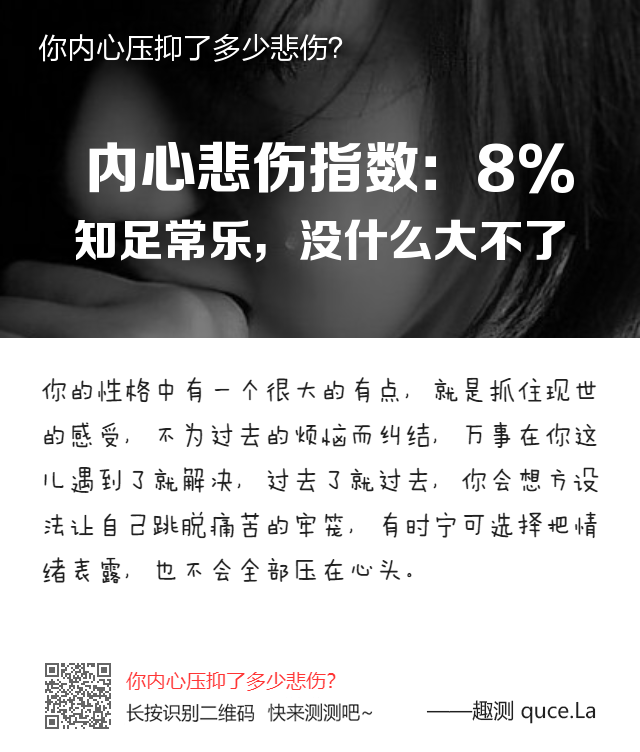 你内心压抑了多少悲伤？
内心悲伤指数：8%
知足常乐，没什么大不了
你的性格中有一个很大的有点，就是抓住现世
的感受，不为过去的烦恼而纠结，万事在你这
儿遇到了就解决，过去了就过去，你会想方设
法让自己跳脱痛苦的牢笼，有时宁可选择把情
绪表露，也不会全部压在心头。
你内心压抑了多少悲伤？
长按识别二维码 快来测测吧~
——趣测 quce.La